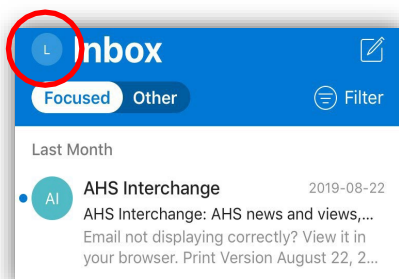 L Inbox
Focused Other Filter
Last Month
AI AHS Interchange 2019-08-22
AHS Interchange: AHS news and views,...
Email not displaying correctly? View it in
your browser. Print Version August 22, 2...